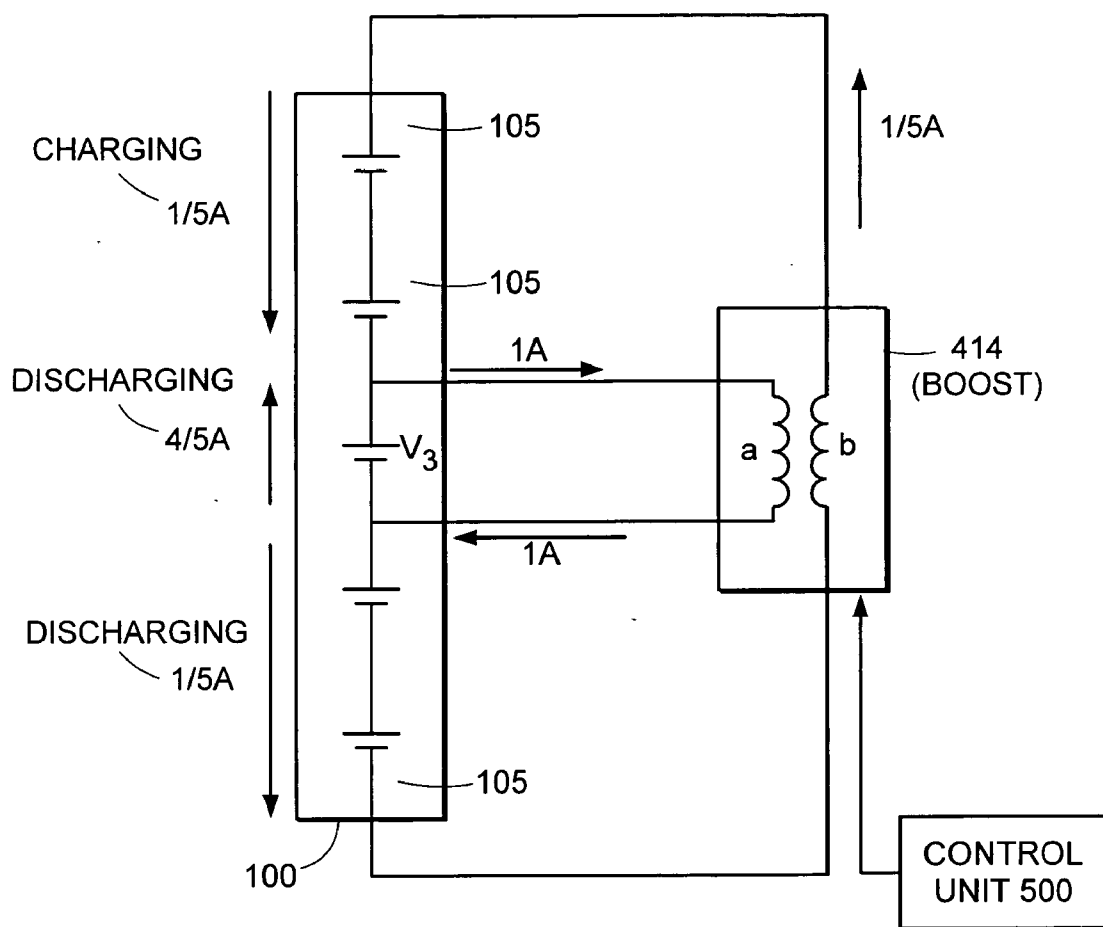 105
CHARGING
1/5A
1/5A
105
1A
414
(BOOST)
DISCHARGING
4/5A
V3
a
b
1A
DISCHARGING
1/5A
105
100
CONTROL
UNIT 500